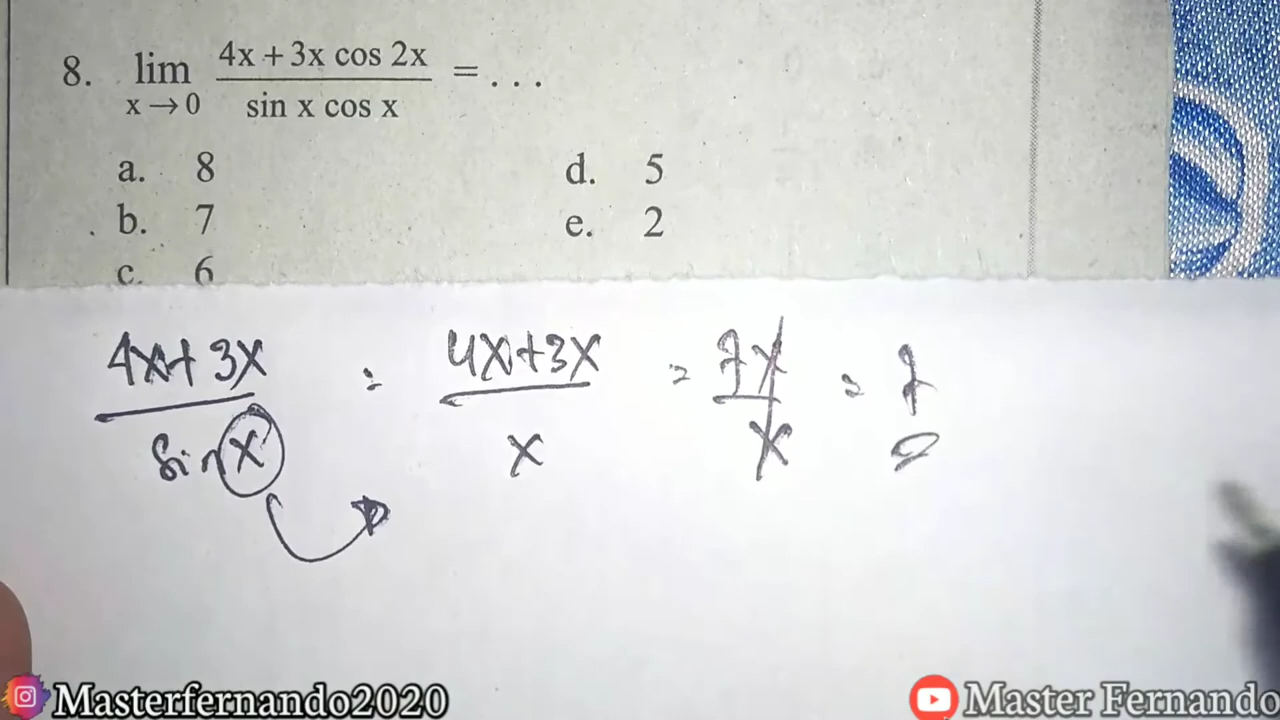 8. lim 4x + 3x cos 2x = . . .
x → 0 sin x cos x
a. 8 d. 5
b. 7 e. 2
c. 6
4x+3x = 4x+3x = 7x = 7
sin x x x
Masterfernando2020 Master Fernando